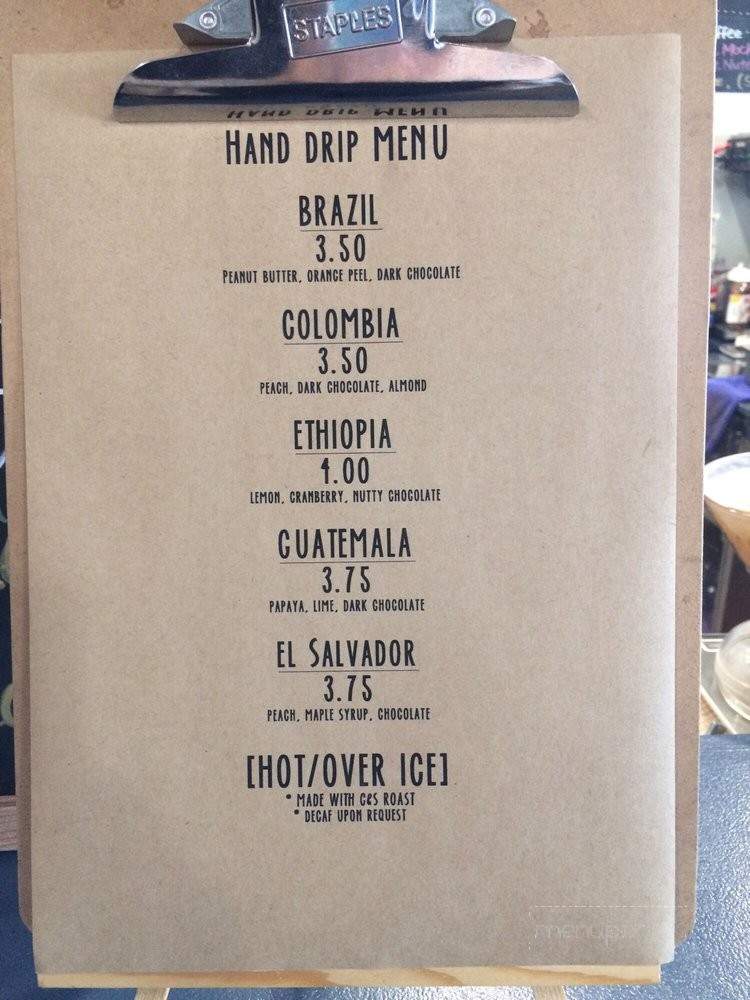 STAPLES
HAND DRIP MENU
BRAZIL
3.50
PEANUT BUTTER, ORANGE PEEL, DARK CHOCOLATE
COLOMBIA
3.50
PEACH, DARK CHOCOLATE, ALMOND
ETHIOPIA
4.00
LEMON, CRANBERRY, NUTTY CHOCOLATE
GUATEMALA
3.75
PAPAYA, LIME, DARK CHOCOLATE
EL SALVADOR
3.75
PEACH, MAPLE SYRUP, CHOCOLATE
[HOT/OVER ICE]
* MADE WITH C&S ROAST
* DECAF UPON REQUEST